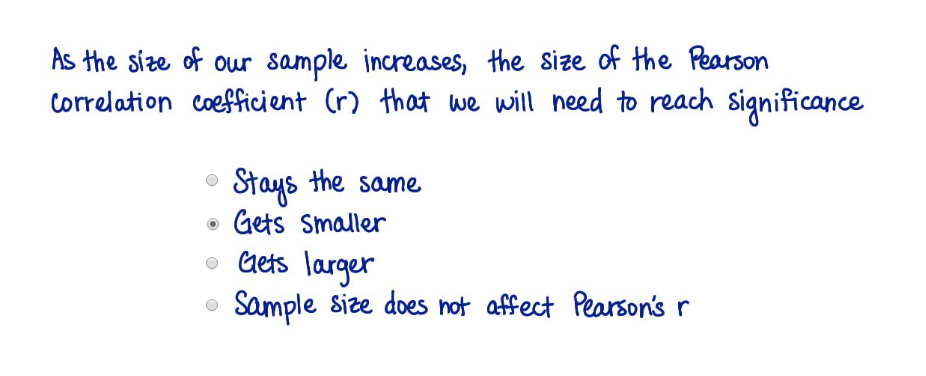 As the size of our sample increases, the size of the Pearson
Correlation coefficient (r) that we will need to reach significance
Stays the same
Gets smaller
Gets larger
Sample size does not affect Pearson's r